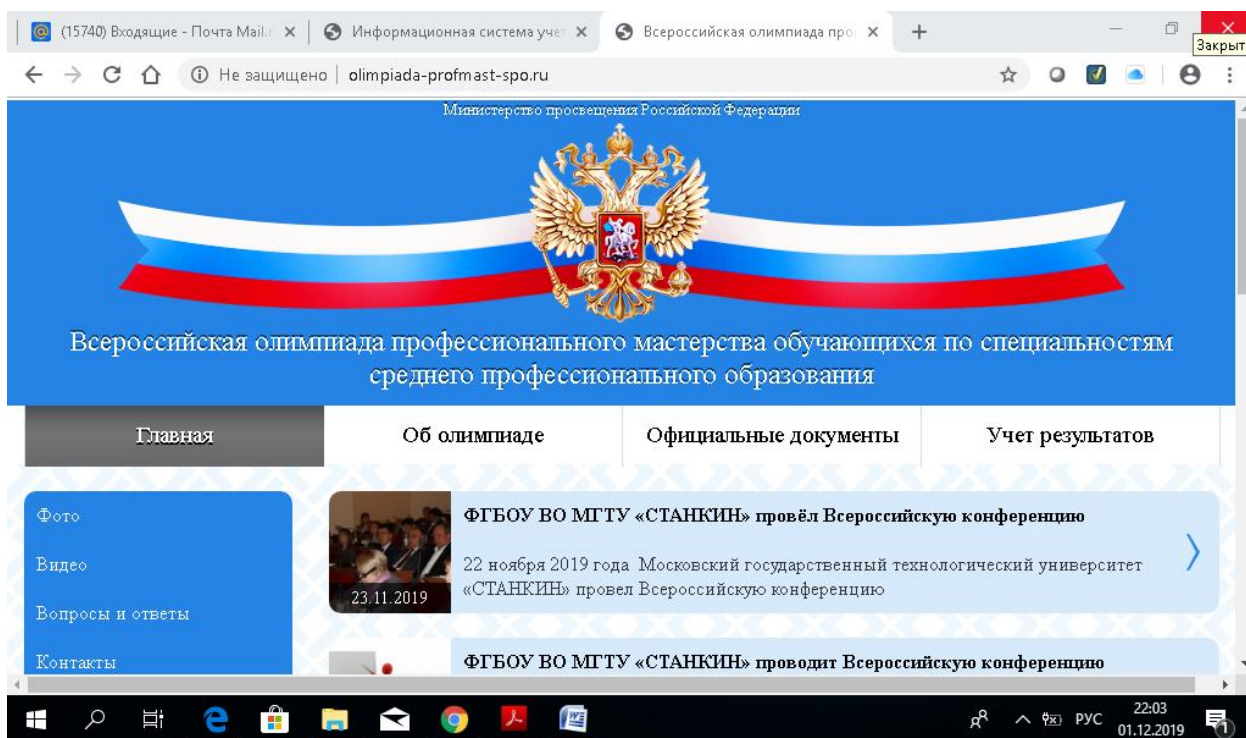 (15740) Входящие - Почта Mail.r
Информационная система учет
Всероссийская олимпиада про
Закрыт
Не защищено
olimpiada-profmast-spo.ru
Министерство просвещения Российской Федерации
Всероссийская олимпиада профессионального мастерства обучающихся по специальностям
среднего профессионального образования
Главная
Об олимпиаде
Официальные документы
Учет результатов
Фото
Видео
Вопросы и ответы
Контакты
ФГБОУ ВО МГТУ «СТАНКИН» провёл Всероссийскую конференцию
22 ноября 2019 года Московский государственный технологический университет
«СТАНКИН» провел Всероссийскую конференцию
23.11.2019
ФГБОУ ВО МГТУ «СТАНКИН» проводит Всероссийскую конференцию
РУС
22:03
01.12.2019
1